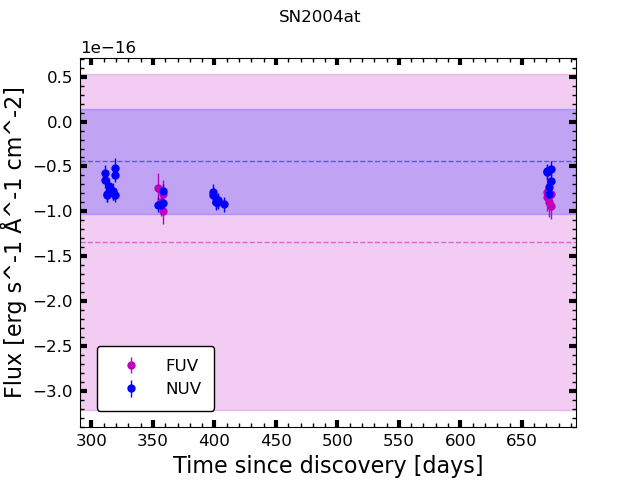 SN2004at
1e−16
0.5
0.0
−0.5
−1.0
−1.5
−2.0
−2.5
−3.0
Flux [erg s^-1 Å^-1 cm^-2]
FUV
NUV
300 350 400 450 500 550 600 650
Time since discovery [days]